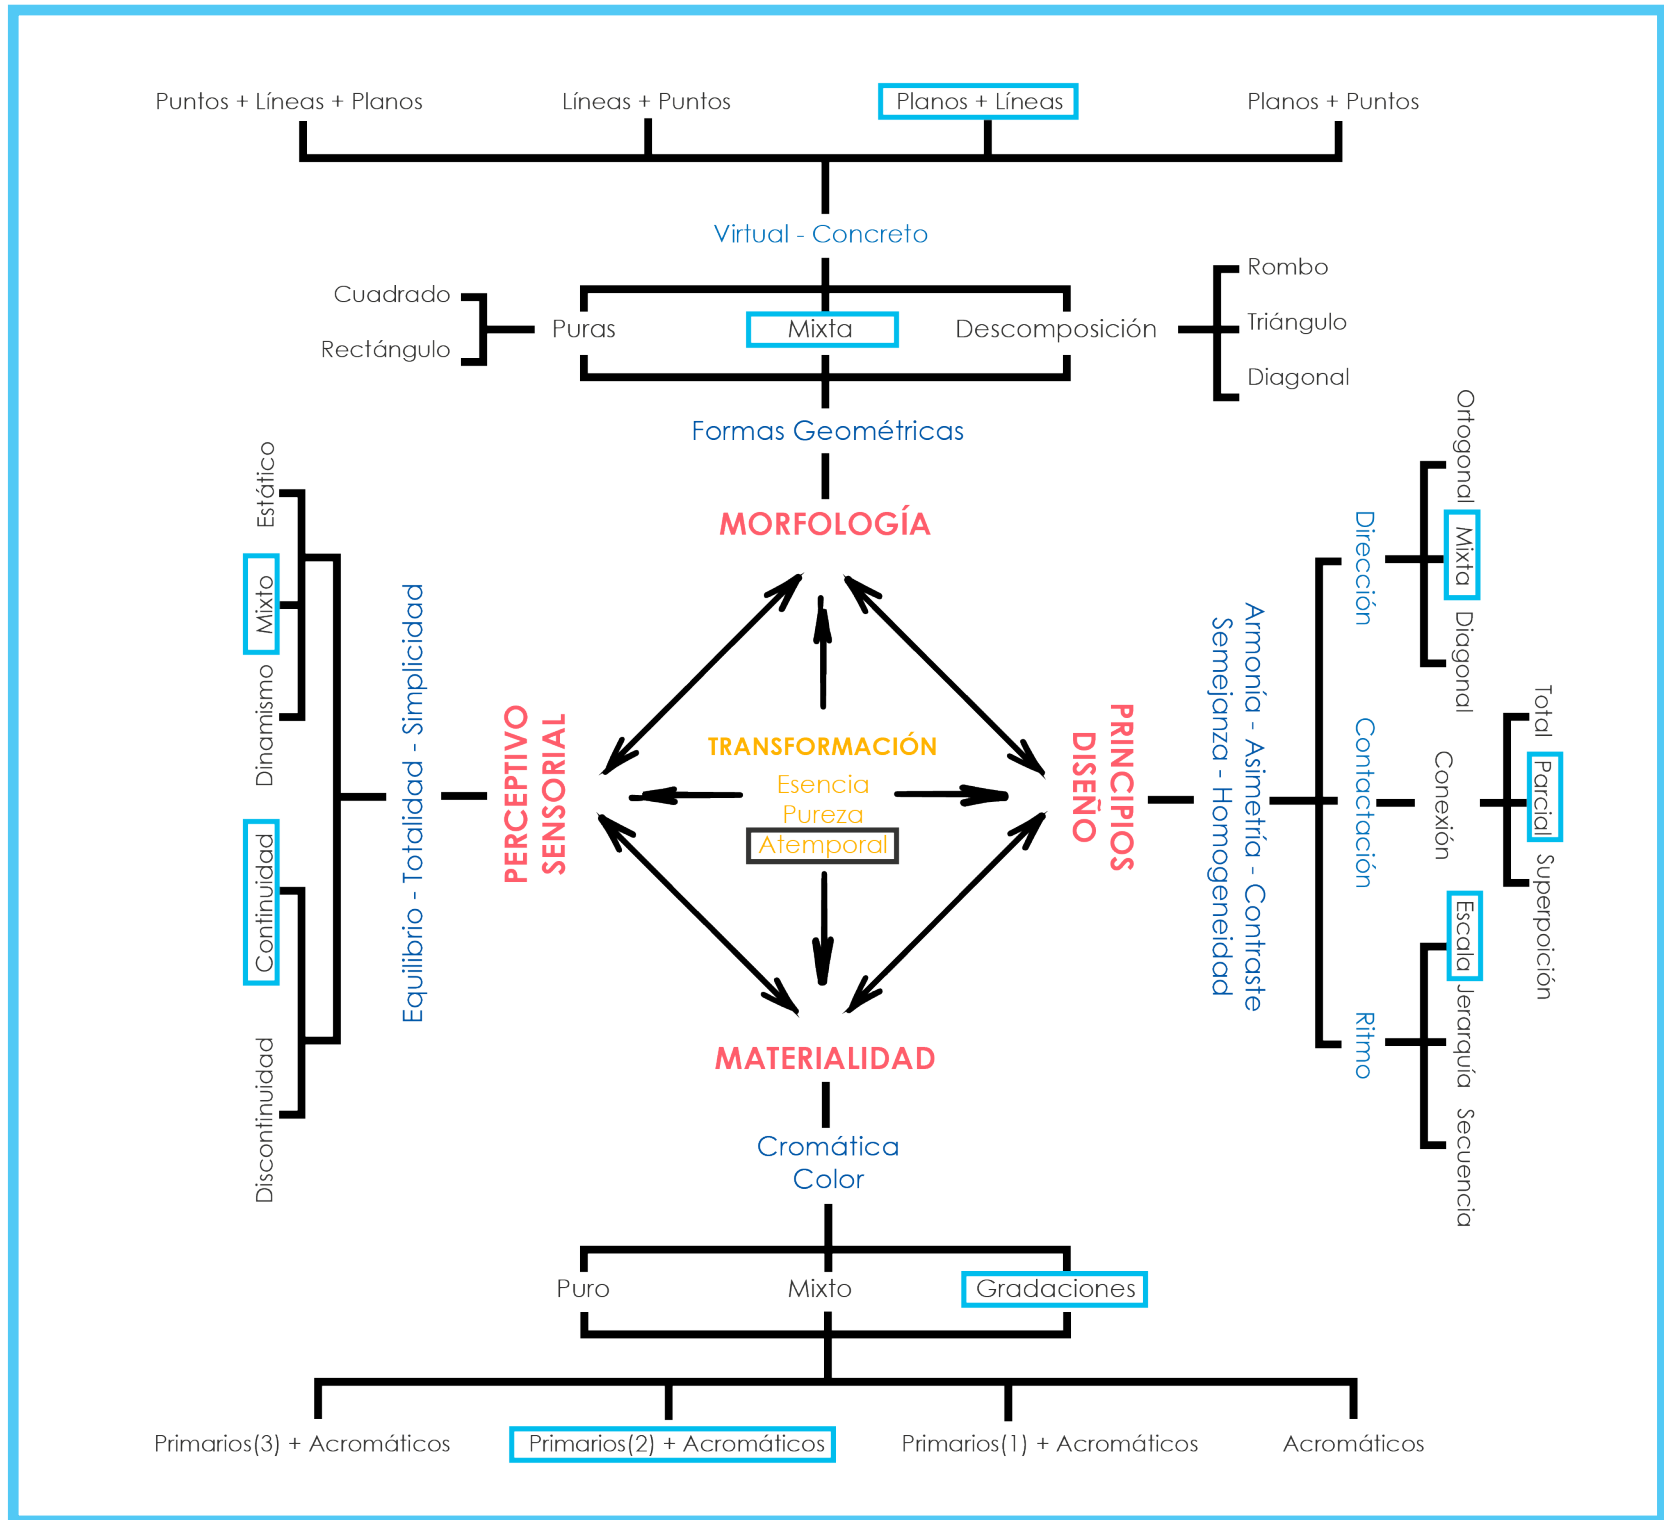 Puntos + Líneas + Planos
Líneas + Puntos
Planos + Líneas
Planos + Puntos
Virtual - Concreto
Cuadrado
Rectángulo
Puras
Mixta
Descomposición
Rombo
Triángulo
Diagonal
Formas Geométricas
MORFOLOGÍA
Estático
Mixto
Dinamismo
Continuidad
Discontinuidad
Equilibrio - Totalidad - Simplicidad
PERCEPTIVO
SENSORIAL
TRANSFORMACIÓN
Esencia
Pureza
Atemporal
PRINCIPIOS
DISEÑO
Armonía - Asimetría - Contraste
Semejanza - Homogeneidad
Dirección
Ortogonal
Mixta
Diagonal
Contactación
Conexión
Total
Parcial
Superpoición
Ritmo
Escala
Jerarquía
Secuencia
MATERIALIDAD
Cromática
Color
Puro
Mixto
Gradaciones
Primarios(3) + Acromáticos
Primarios(2) + Acromáticos
Primarios(1) + Acromáticos
Acromáticos